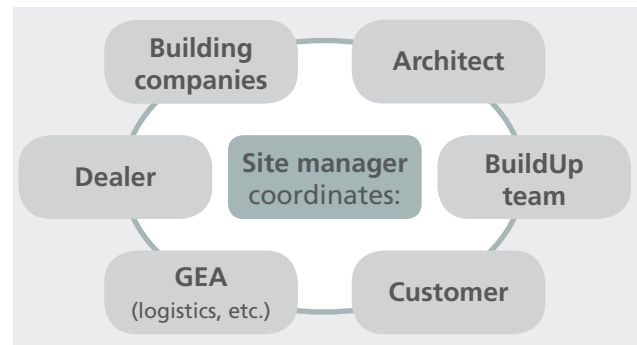 Building
companies
Architect
Dealer
Site manager
coordinates:
BuildUp
team
GEA
(logistics, etc.)
Customer